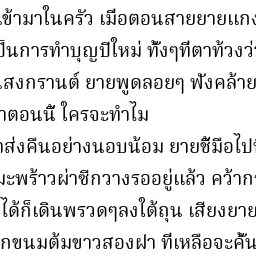 เข้ามาในครัว เมื่อตอนสายยายแกง
เป็นการทำบุญปีใหม่ ทั้งๆที่ตาท้วงว่
นสงกรานต์ ยายพูดลอยๆ ฟังคล้าย
าตอนนี้ ใครจะทำไม
าส่งคืนอย่างนอบน้อม ยายชี้มือไปที
มะพร้าวผ่าซีกวางรออยู่แล้ว คว้าก
ได้ก็เดินพรวดๆลงใต้ถุน เสียงยาย
กขนมต้มขาวสองฝา ที่เหลือจะคั้น